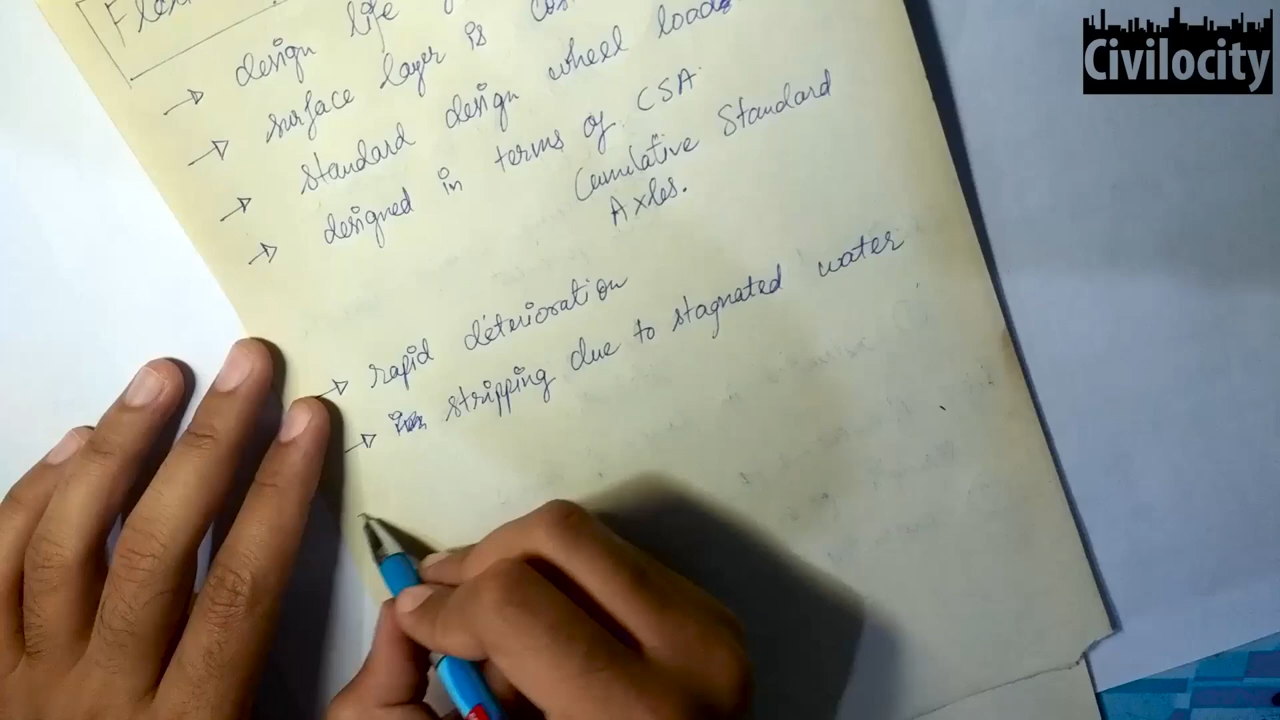 design life
surface layer is
standard design wheel loads
designed in terms of CSA.
Cumulative Standard
Axles.
rapid deterioration
stripping due to stagnated water
Civilocity